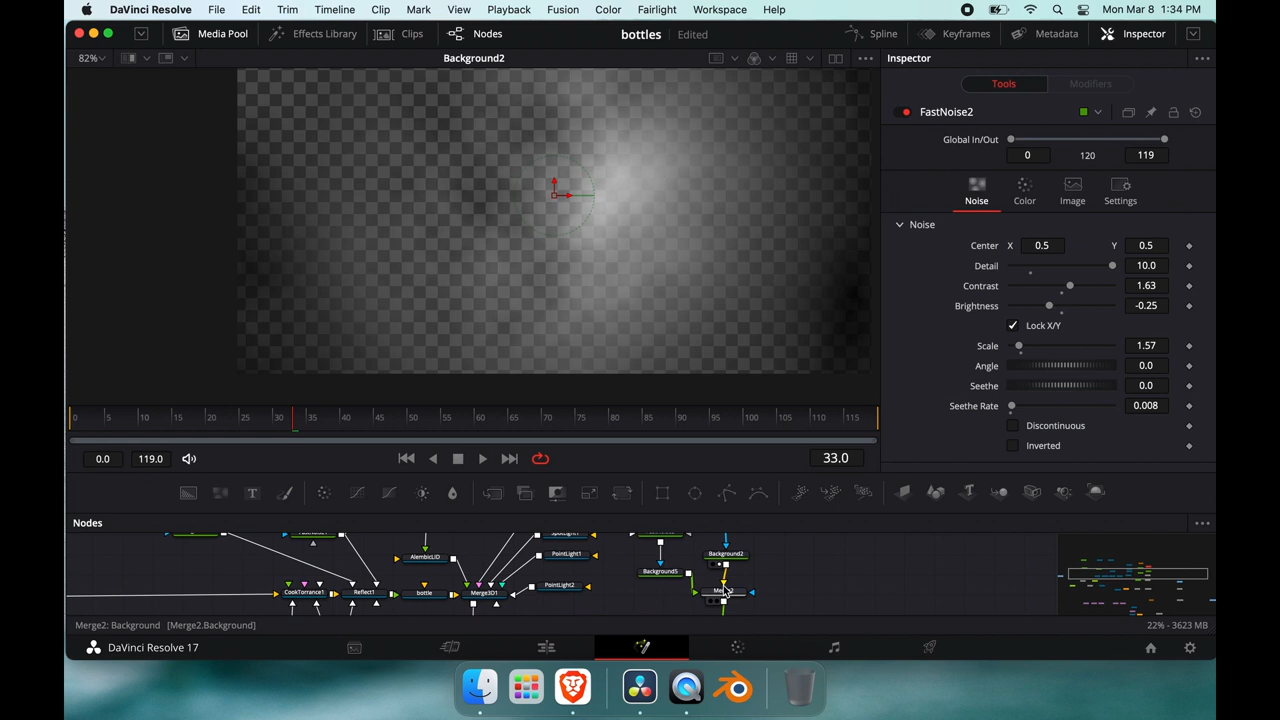 DaVinci Resolve File Edit Trim Timeline Clip Mark View Playback Fusion Color Fairlight Workspace Help Mon Mar 8 1:34 PM
Media Pool Effects Library Clips Nodes bottles Edited Spline Keyframes Metadata Inspector
82% Background2 Inspector
Tools Modifiers
FastNoise2
Global In/Out
0 120 119
Noise Color Image Settings
Noise
Center X 0.5 Y 0.5
Detail 10.0
Contrast 1.63
Brightness -0.25
Lock X/Y
Scale 1.57
Angle 0.0
Seethe 0.0
Seethe Rate 0.008
Discontinuous
Inverted
0 5 10 15 20 25 30 35 40 45 50 55 60 65 70 75 80 85 90 95 100 105 110 115
0.0 119.0 33.0
Nodes
AlembicLID PointLight1 Background2
Background5
CookTorrance1 Reflect1 bottle Merge3D1 PointLight2
Merge2: Background [Merge2.Background] 22% - 3623 MB
DaVinci Resolve 17